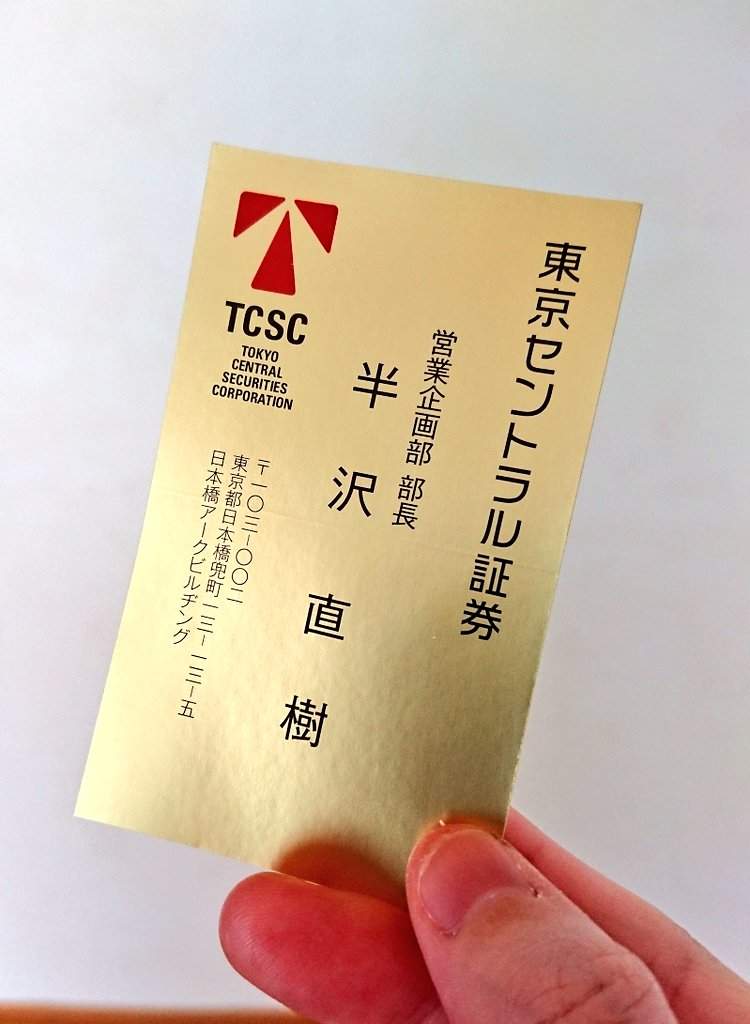 東京セントラル証券
営業企画部 部長
半沢直樹
TCSC
TOKYO
CENTRAL
SECURITIES
CORPORATION
〒一〇三-〇〇二
東京都日本橋兜町一三-一三-五
日本橋アークビルヂング